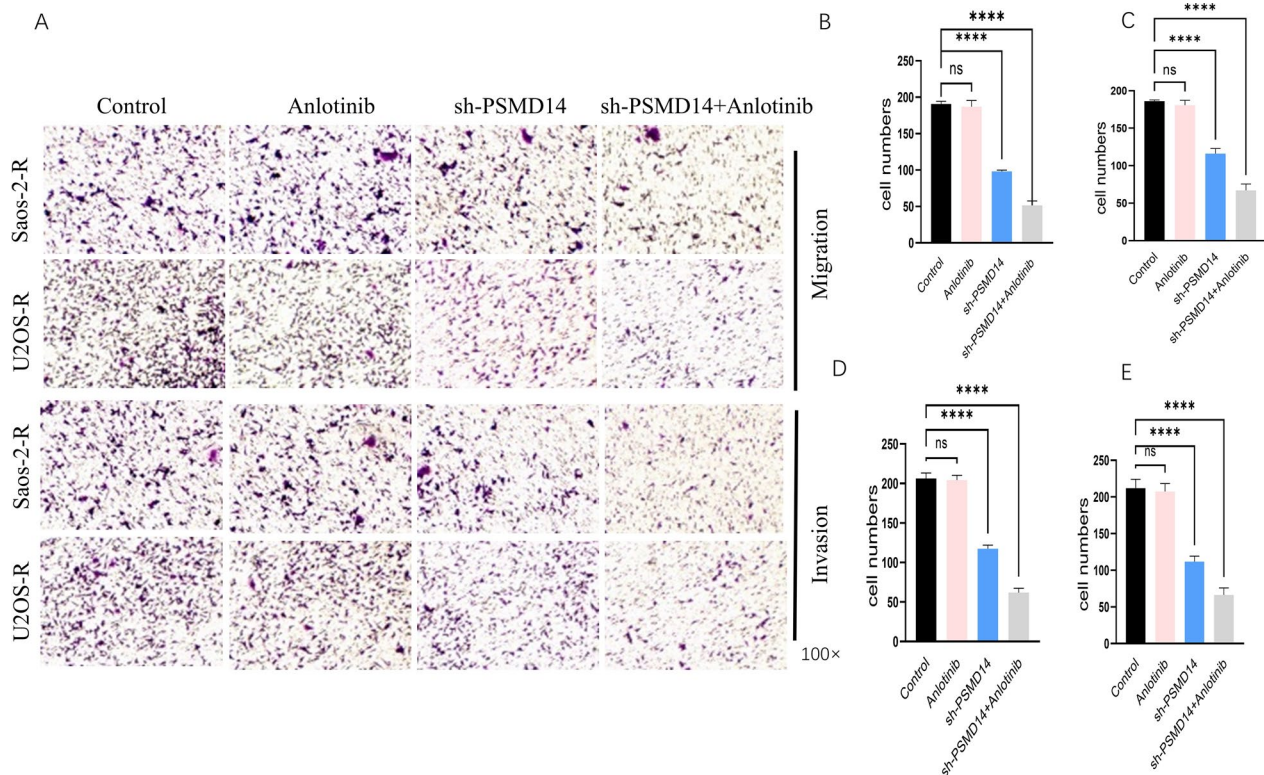 A
Control Anlotinib sh-PSMD14 sh-PSMD14+Anlotinib
Saos-2-R
U2OS-R
Saos-2-R
U2OS-R
Migration
Invasion
100×
B
****
****
ns
250
200
150
100
50
0
cell numbers
Control
Anlotinib
sh-PSMD14
sh-PSMD14+Anlotinib
C
****
****
ns
200
150
100
50
0
cell numbers
Control
Anlotinib
sh-PSMD14
sh-PSMD14+Anlotinib
D
****
****
ns
250
200
150
100
50
0
cell numbers
Control
Anlotinib
sh-PSMD14
sh-PSMD14+Anlotinib
E
****
****
ns
250
200
150
100
50
0
cell numbers
Control
Anlotinib
sh-PSMD14
sh-PSMD14+Anlotinib